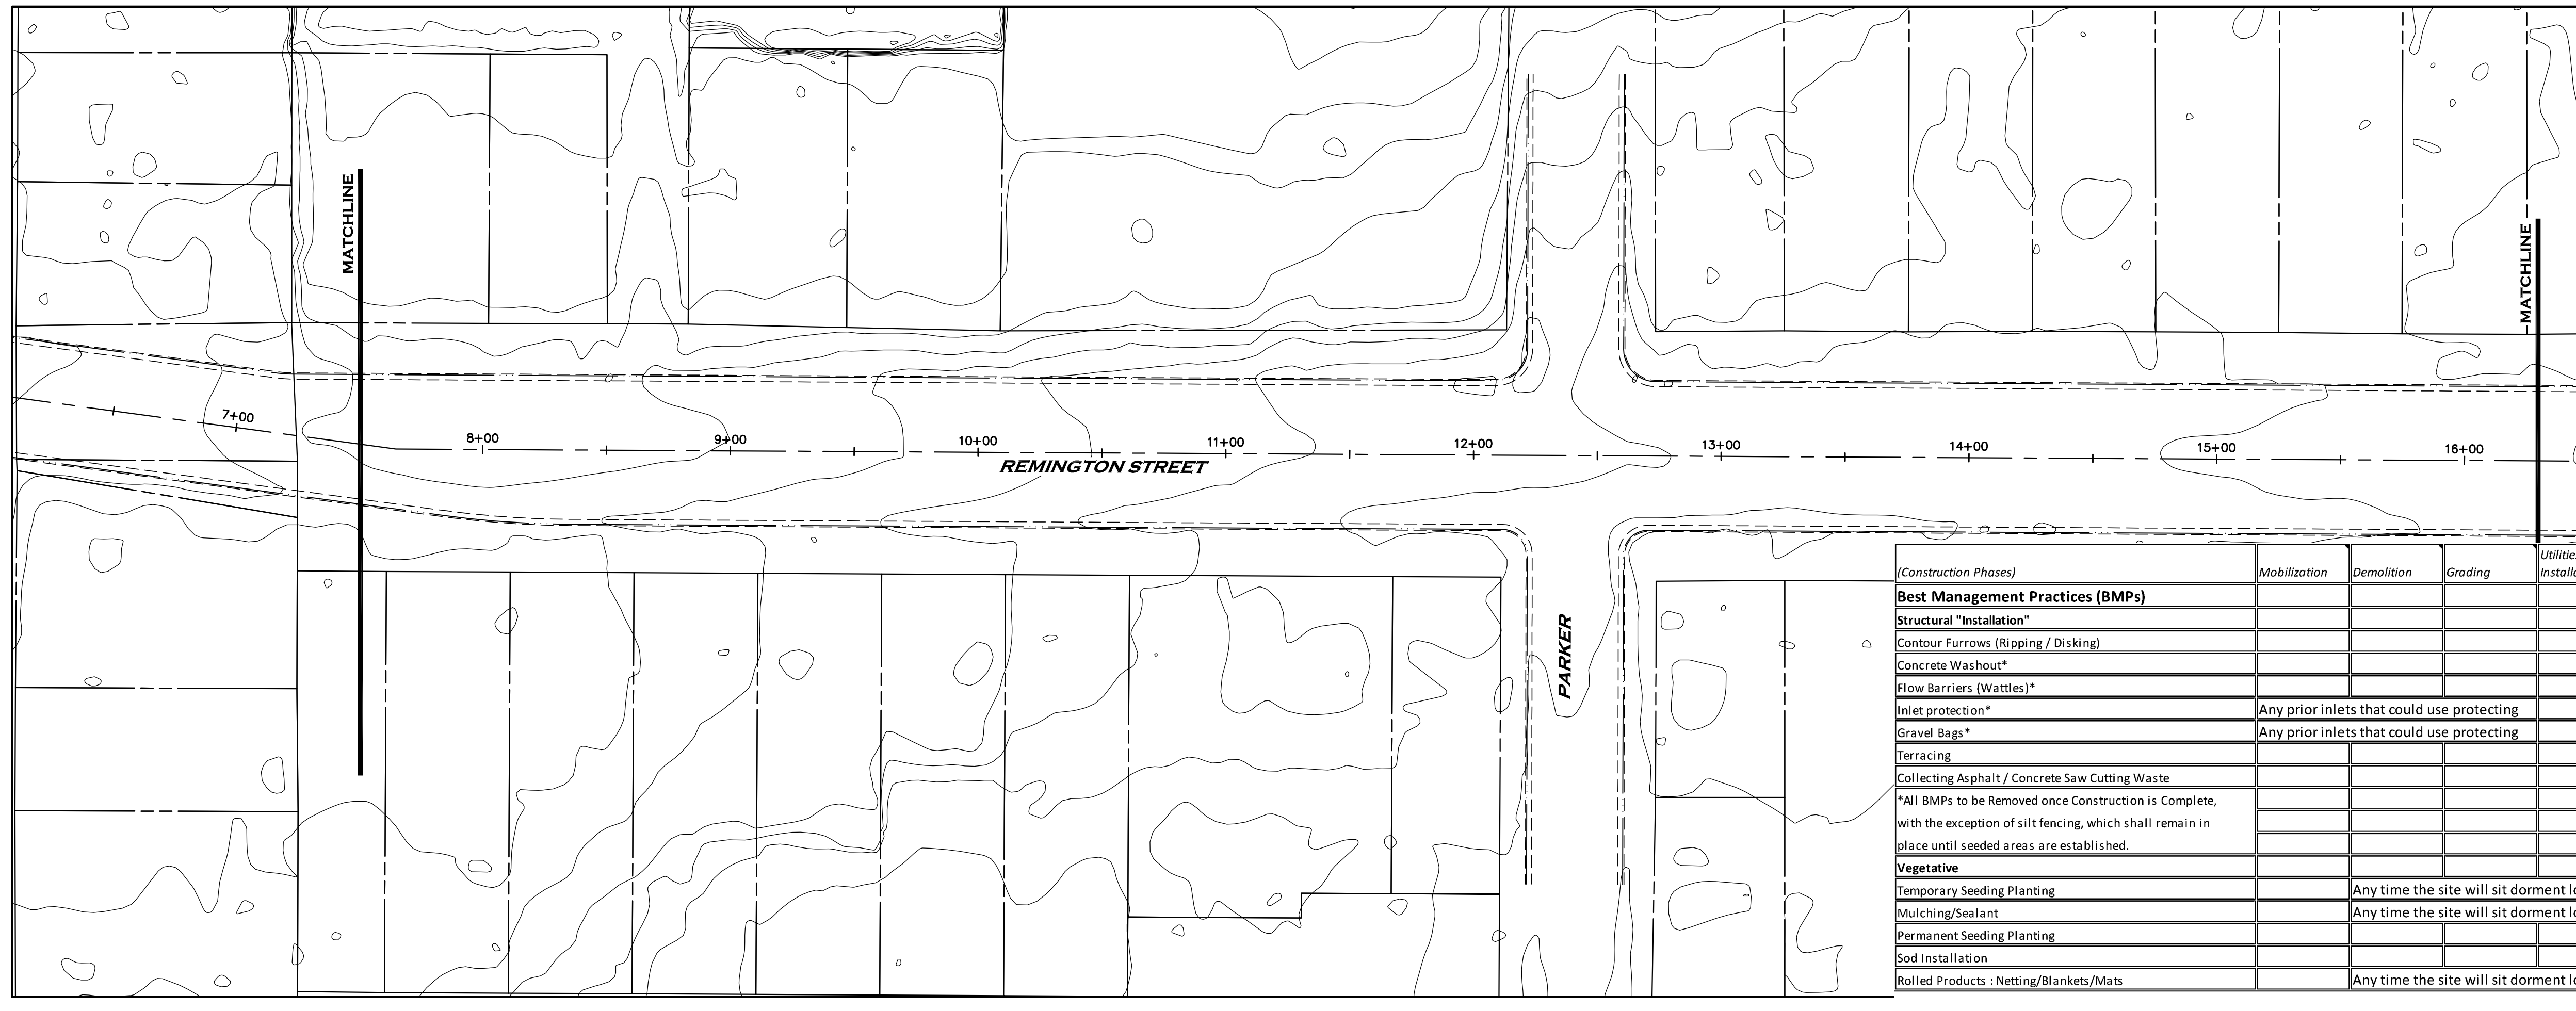 MATCHLINE
MATCHLINE
7+00
8+00
9+00
10+00
11+00
12+00
13+00
14+00
15+00
16+00
REMINGTON STREET
PARKER
(Construction Phases) Mobilization Demolition Grading
Best Management Practices (BMPs)
Structural "Installation"
Contour Furrows (Ripping / Disking)
Concrete Washout*
Flow Barriers (Wattles)*
Inlet protection* Any prior inlets that could use protecting
Gravel Bags* Any prior inlets that could use protecting
Terracing
Collecting Asphalt / Concrete Saw Cutting Waste
*All BMPs to be Removed once Construction is Complete,
with the exception of silt fencing, which shall remain in
place until seeded areas are established.
Vegetative
Temporary Seeding Planting Any time the site will sit dorment
Mulching/Sealant Any time the site will sit dorment
Permanent Seeding Planting
Sod Installation
Rolled Products : Netting/Blankets/Mats Any time the site will sit dorment